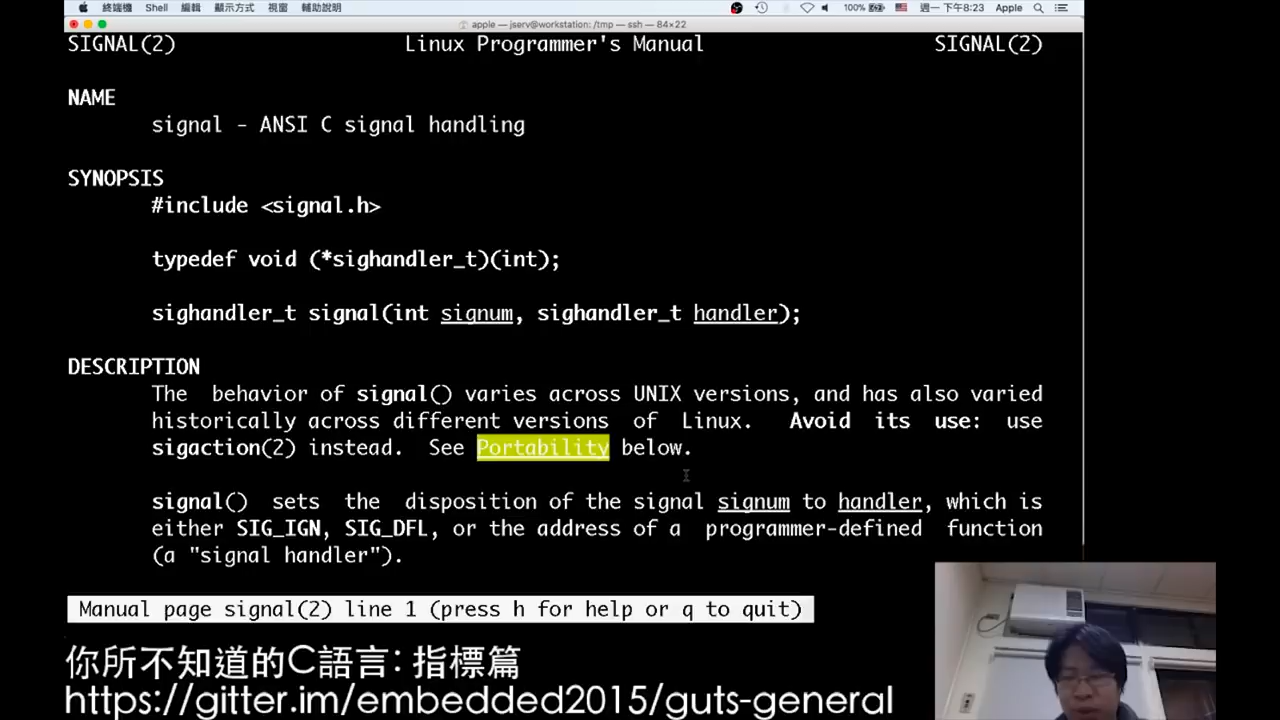 終端機 Shell 編輯 顯示方式 視窗 輔助說明 100% 週一 下午8:23 Apple
apple — jserv@workstation: /tmp — ssh — 84×22
SIGNAL(2) Linux Programmer's Manual SIGNAL(2)
NAME
signal - ANSI C signal handling
SYNOPSIS
#include <signal.h>
typedef void (*sighandler_t)(int);
sighandler_t signal(int signum, sighandler_t handler);
DESCRIPTION
The behavior of signal() varies across UNIX versions, and has also varied
historically across different versions of Linux. Avoid its use: use
sigaction(2) instead. See Portability below.
signal() sets the disposition of the signal signum to handler, which is
either SIG_IGN, SIG_DFL, or the address of a programmer-defined function
(a "signal handler").
Manual page signal(2) line 1 (press h for help or q to quit)
你所不知道的C語言: 指標篇
https://gitter.im/embedded2015/guts-general